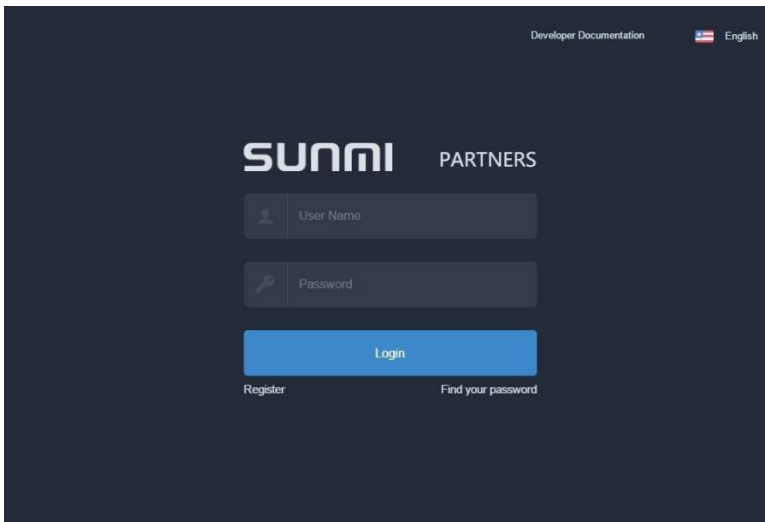 Developer Documentation English
SUNMI PARTNERS
User Name
Password
Login
Register Find your password